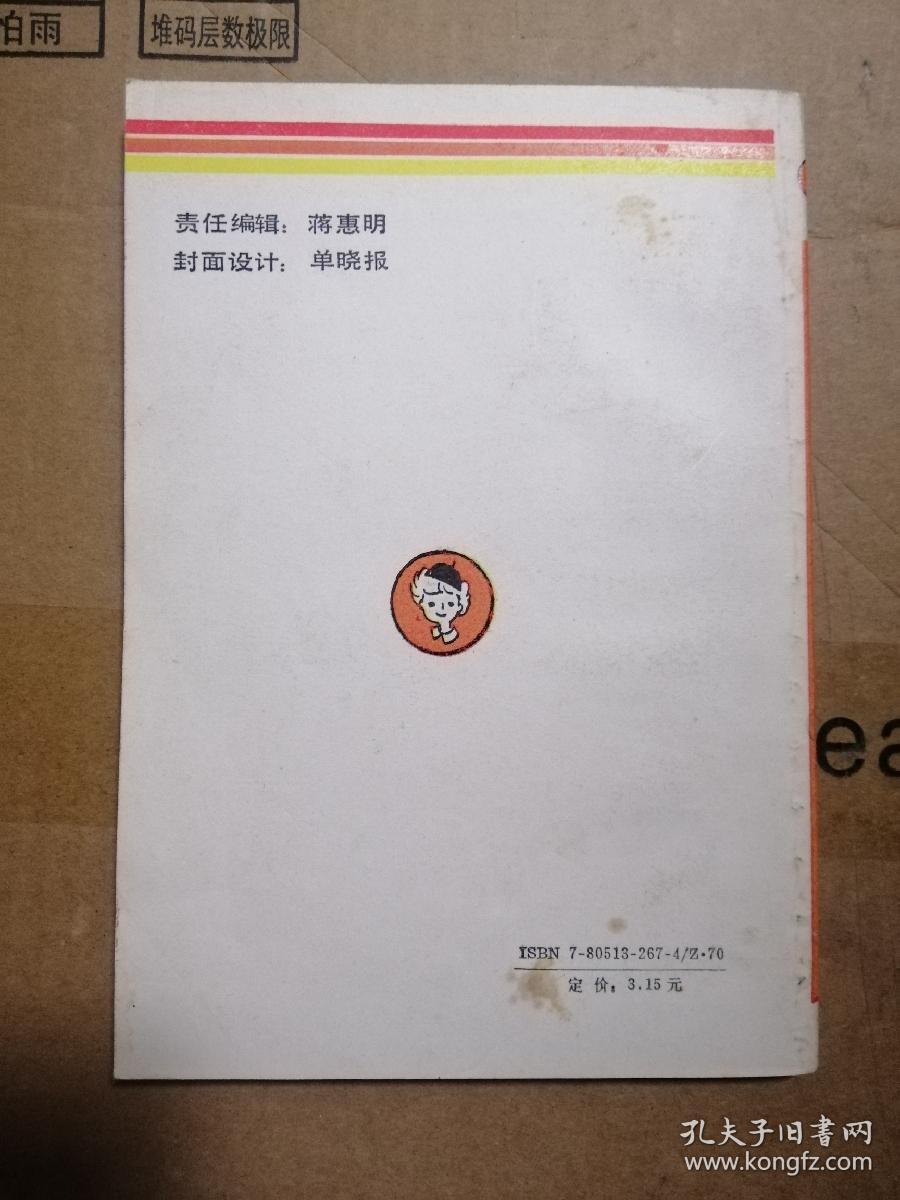 怕雨
堆码层数极限
责任编辑：蒋惠明
封面设计：单晓报
ea
ISBN 7-80513-267-4/Z·70
定价：3.15元
孔夫子旧书网
www.kongfz.com